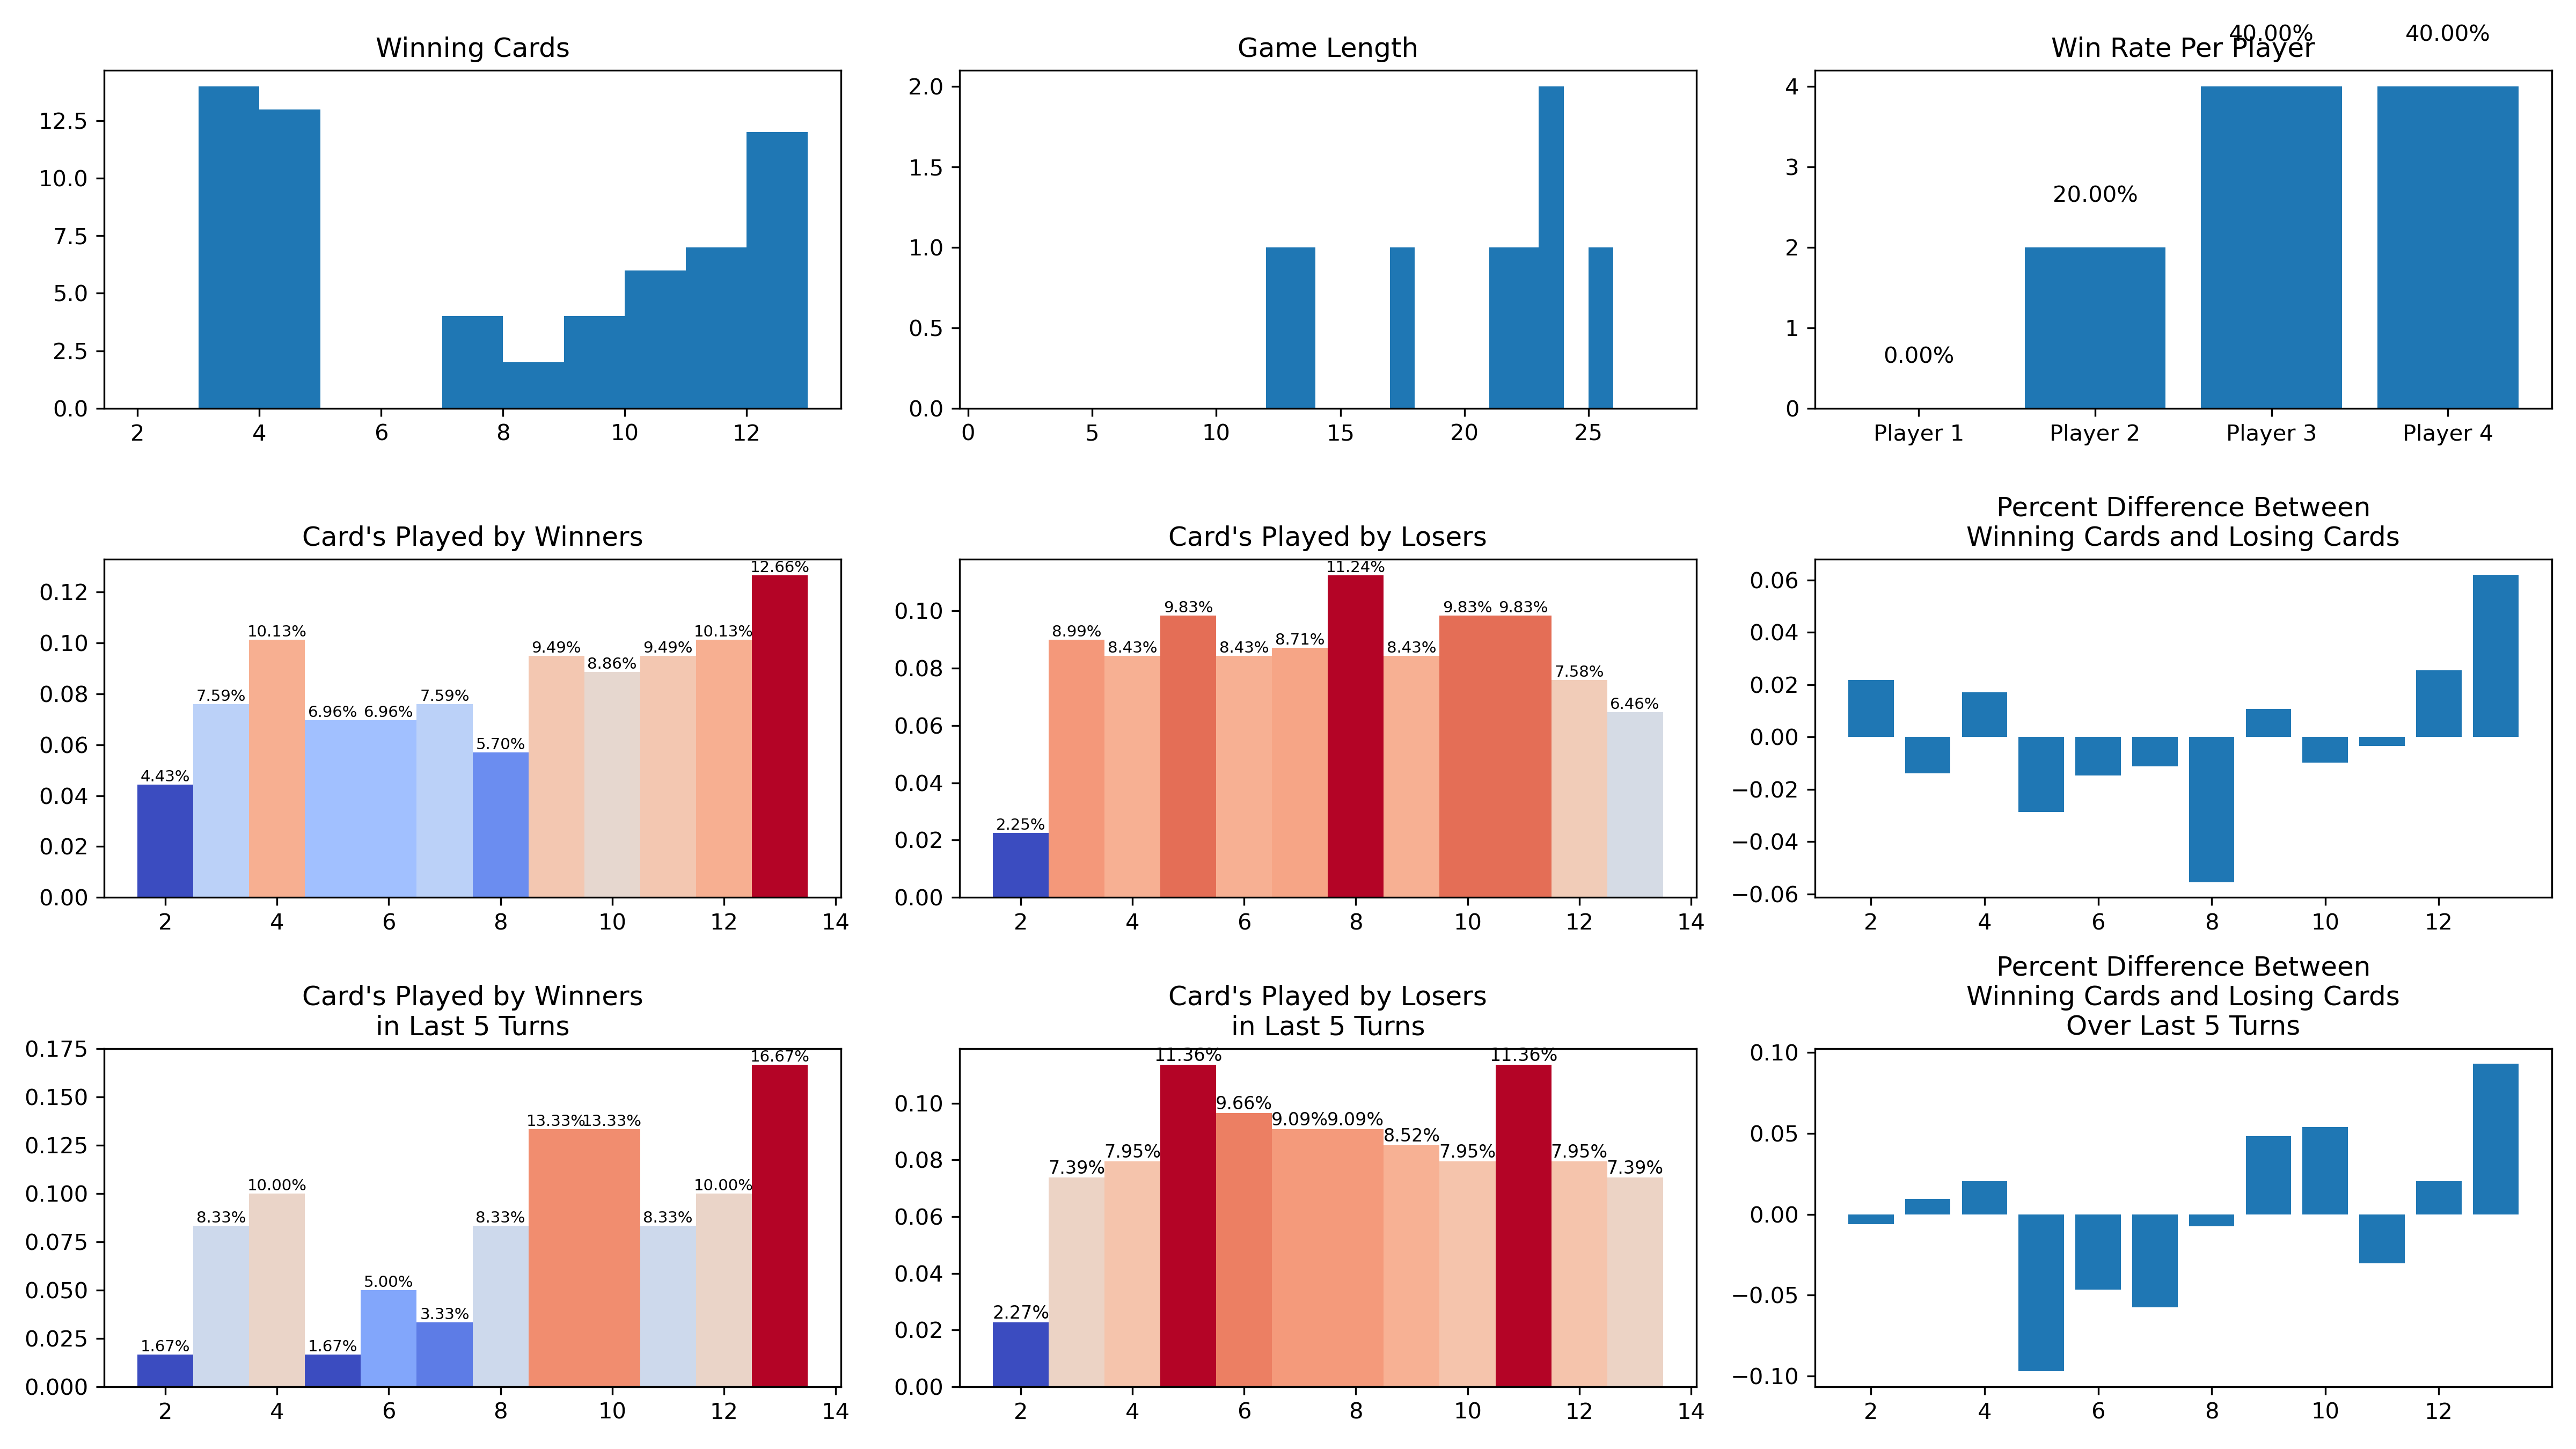 Winning Cards
12.5
10.0
7.5
5.0
2.5
0.0
2 4 6 8 10 12
Game Length
2.0
1.5
1.0
0.5
0.0
0 5 10 15 20 25
Win Rate Per Player
40.00% 40.00%
20.00%
0.00%
4
3
2
1
0
Player 1 Player 2 Player 3 Player 4
Card's Played by Winners
0.12
0.10
0.08
0.06
0.04
0.02
0.00
4.43% 7.59% 10.13% 6.96% 6.96% 7.59% 5.70% 9.49% 8.86% 9.49% 10.13% 12.66%
2 4 6 8 10 12 14
Card's Played by Losers
0.10
0.08
0.06
0.04
0.02
0.00
2.25% 8.99% 8.43% 9.83% 8.43% 8.71% 11.24% 8.43% 9.83% 9.83% 7.58% 6.46%
2 4 6 8 10 12 14
Percent Difference Between
Winning Cards and Losing Cards
0.06
0.04
0.02
0.00
−0.02
−0.04
−0.06
2 4 6 8 10 12
Card's Played by Winners
in Last 5 Turns
0.175
0.150
0.125
0.100
0.075
0.050
0.025
0.000
1.67% 8.33% 10.00% 1.67% 5.00% 3.33% 8.33% 13.33% 13.33% 8.33% 10.00% 16.67%
2 4 6 8 10 12 14
Card's Played by Losers
in Last 5 Turns
0.10
0.08
0.06
0.04
0.02
0.00
2.27% 7.39% 7.95% 11.36% 9.66% 9.09% 9.09% 8.52% 7.95% 11.36% 7.95% 7.39%
2 4 6 8 10 12 14
Percent Difference Between
Winning Cards and Losing Cards
Over Last 5 Turns
0.10
0.05
0.00
−0.05
−0.10
2 4 6 8 10 12